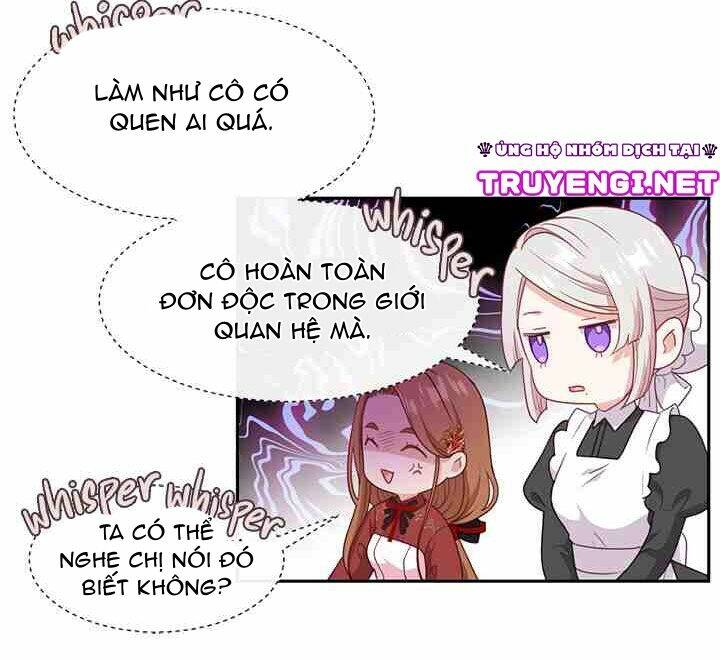 whisper
LÀM NHƯ CÔ CÓ
QUEN AI QUÁ.
ỦNG HỘ NHÓM DỊCH TẠI
TRUYENGI.NET
whisper
CÔ HOÀN TOÀN
ĐƠN ĐỘC TRONG GIỚI
QUAN HỆ MÀ.
whisper whisper
TA CÓ THỂ
NGHE CHỊ NÓI ĐÓ
BIẾT KHÔNG?